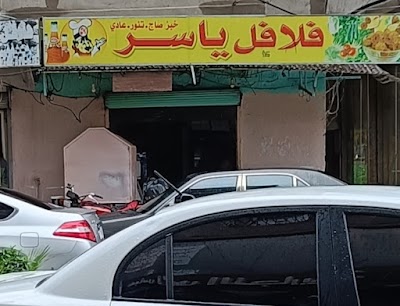 خبز صاج . تنور . عادي
فلافل ياسر